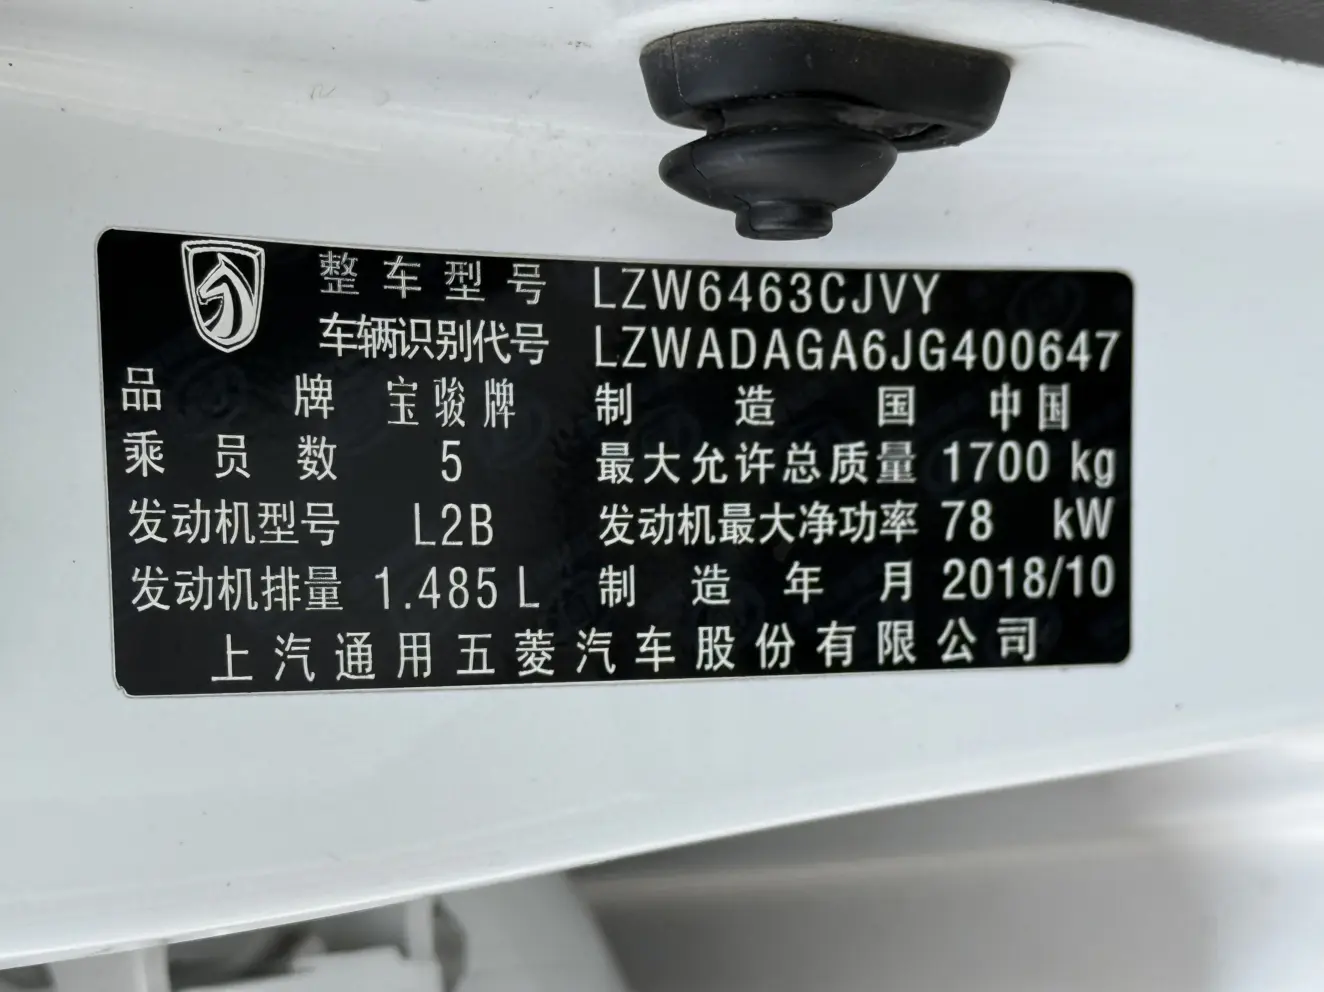 整车型号 LZW6463CJVY
车辆识别代号 LZWADAGA6JG400647
品牌 宝骏牌 制造国 中国
乘员数 5 最大允许总质量 1700 kg
发动机型号 L2B 发动机最大净功率 78 kW
发动机排量 1.485 L 制造年月 2018/10
上汽通用五菱汽车股份有限公司